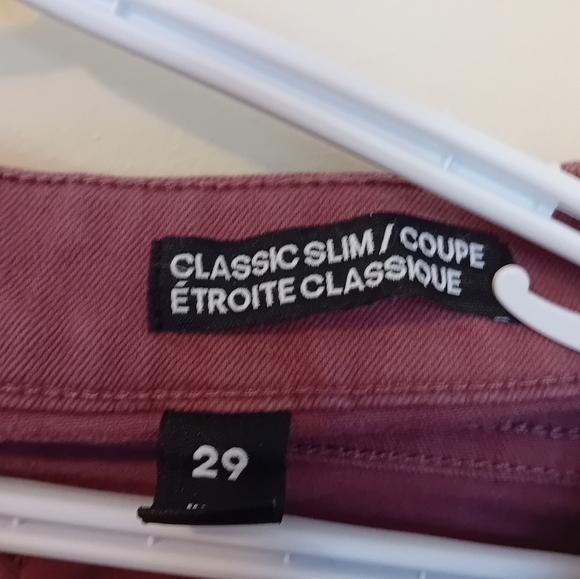 CLASSIC SLIM / COUPE
ÉTROITE CLASSIQUE
29